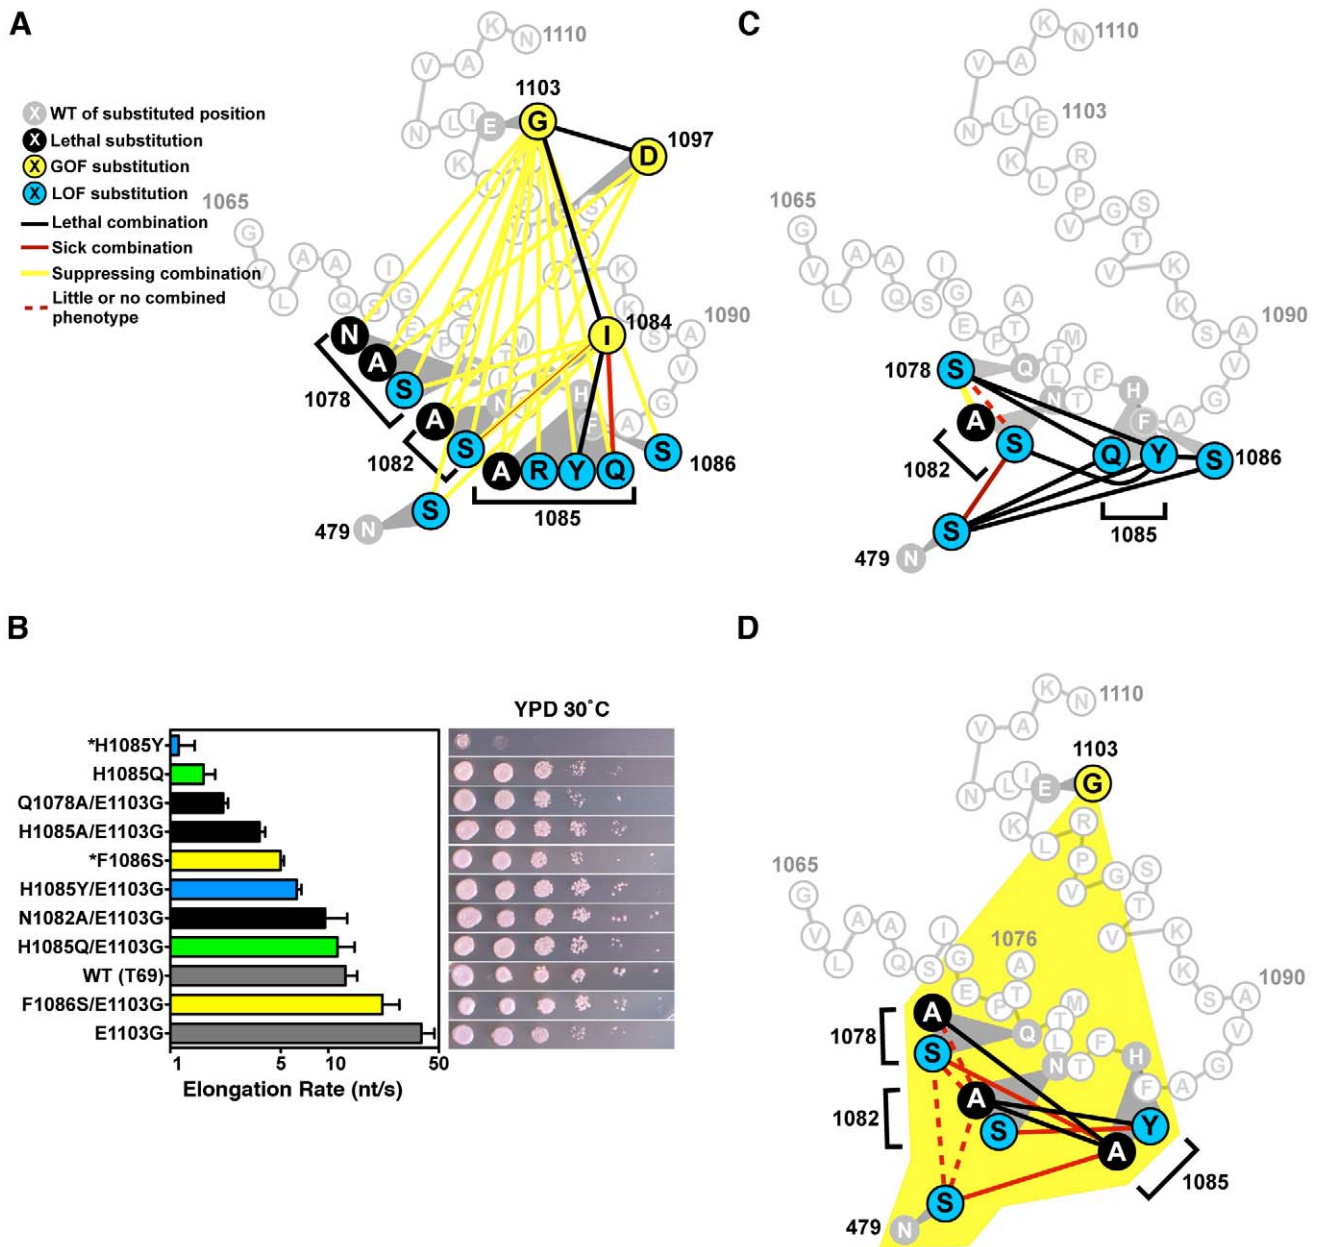 A
1110
1103
1097
X WT of substituted position
X Lethal substitution
X GOF substitution
X LOF substitution
Lethal combination
Sick combination
Suppressing combination
Little or no combined
phenotype
1065
1084
1090
1078
1082
1085
1086
479
K N
V A
G
D
N L I E
K
G
V L A A Q S I G
I
N
A
S
A
S
A R Y Q
S
S
N
C
1110
1103
1065
1090
1078
1082
1085
1086
479
K N
V A
N L I E
K L R P V G S T V K K S A V G A F H F T N L T M
G V L A A Q S I G E P T A Q
S
A
S
Q Y S
S
N
B
YPD 30˚C
*H1085Y
H1085Q
Q1078A/E1103G
H1085A/E1103G
*F1086S
H1085Y/E1103G
N1082A/E1103G
H1085Q/E1103G
WT (T69)
F1086S/E1103G
E1103G
1 5 10 50
Elongation Rate (nt/s)
D
1110
1103
1065
1076
1090
1078
1082
1085
479
K N
V A
N L I E G
K L R P V G S T V K K S A V G A F H F T N L T M
G V L A A Q S I G E P T A Q
A
S
A
S
Y
A
S
N